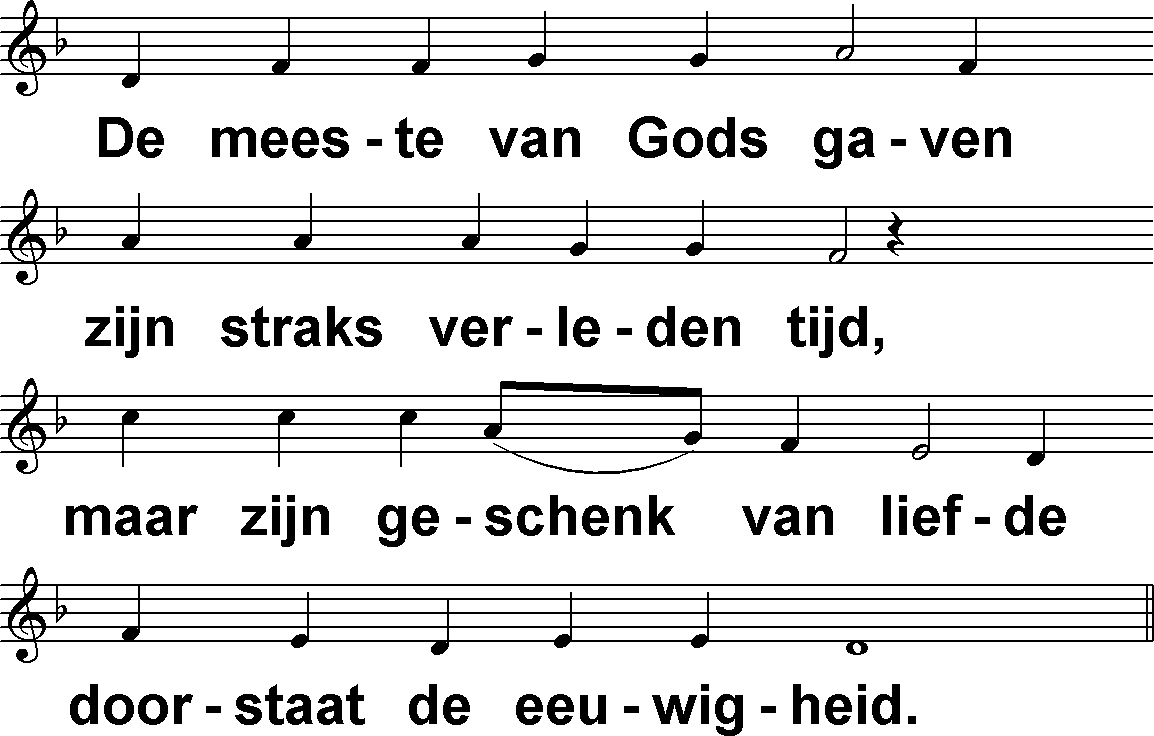 De mees - te van Gods ga - ven
zijn straks ver - le - den tijd,
maar zijn ge - schenk van lief - de
door - staat de eeu - wig - heid.